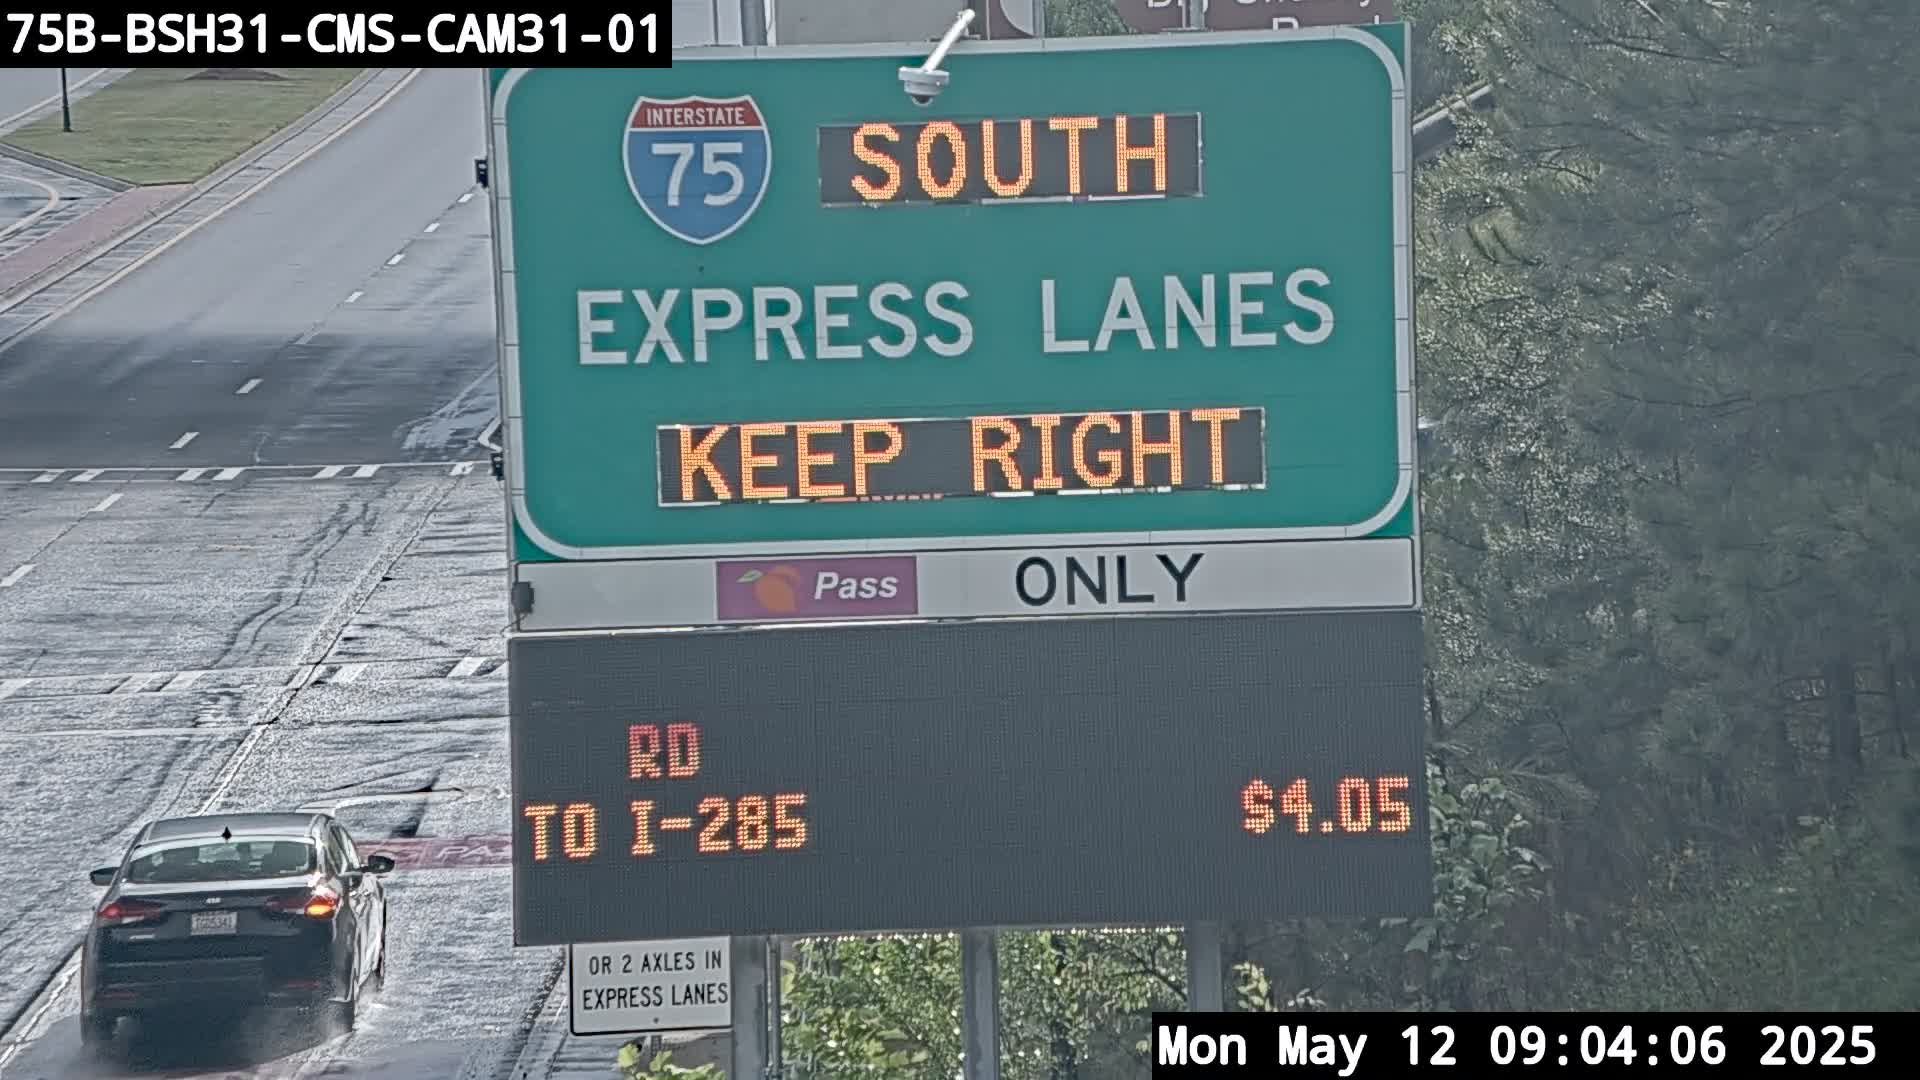 75B-BSH31-CMS-CAM31-01
INTERSTATE
75
SOUTH
EXPRESS LANES
KEEP RIGHT
Pass
ONLY
RD
TO I-285 $4.05
OR 2 AXLES IN
EXPRESS LANES
Mon May 12 09:04:06 2025